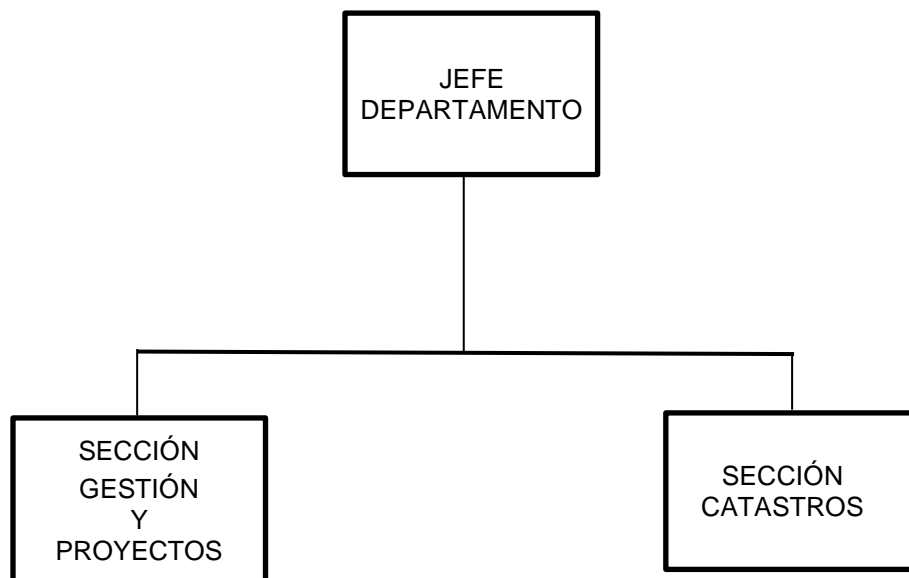 JEFE
DEPARTAMENTO
SECCIÓN
GESTIÓN
Y
PROYECTOS
SECCIÓN
CATASTROS